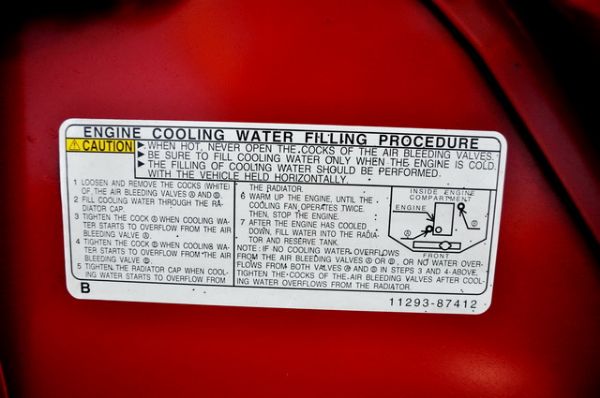 ENGINE COOLING WATER FILLING PROCEDURE
CAUTION
▶WHEN HOT, NEVER OPEN THE COCKS OF THE AIR BLEEDING VALVES.
▶BE SURE TO FILL COOLING WATER ONLY WHEN THE ENGINE IS COLD.
▶THE FILLING OF COOLING WATER SHOULD BE PERFORMED
WITH THE VEHICLE HELD HORIZONTALLY.
1 LOOSEN AND REMOVE THE COCKS (WHITE)
OF THE AIR BLEEDING VALVES Ⓐ AND Ⓑ.
2 FILL COOLING WATER THROUGH THE RA-
DIATOR CAP.
3 TIGHTEN THE COCK Ⓐ WHEN COOLING WA-
TER STARTS TO OVERFLOW FROM THE AIR
BLEEDING VALVE Ⓐ.
4 TIGHTEN THE COCK Ⓑ WHEN COOLING WA-
TER STARTS TO OVERFLOW FROM THE AIR
BLEEDING VALVE Ⓑ.
5 TIGHTEN THE RADIATOR CAP WHEN COOL-
ING WATER STARTS TO OVERFLOW FROM
THE RADIATOR.
6 WARM UP THE ENGINE, UNTIL THE
COOLING FAN OPERATES TWICE.
THEN, STOP THE ENGINE.
7 AFTER THE ENGINE HAS COOLED
DOWN, FILL WATER INTO THE RADIA-
TOR AND RESERVE TANK.
NOTE: IF NO COOLING WATER OVERFLOWS
FROM THE AIR BLEEDING VALVES Ⓐ OR Ⓑ, OR NO WATER OVER-
FLOWS FROM BOTH VALVES Ⓐ AND Ⓑ IN STEPS 3 AND 4 ABOVE,
TIGHTEN THE COCKS OF THE AIR BLEEDING VALVES AFTER COOL-
ING WATER OVERFLOWS FROM THE RADIATOR.
INSIDE ENGINE
COMPARTMENT
ENGINE
FRONT
B
11293-87412